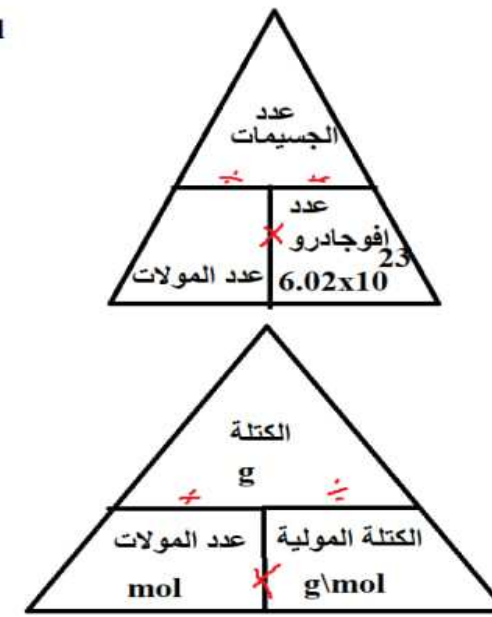 عدد
الجسيمات
÷ ÷
عدد
× افوجادرو
عدد المولات 6.02x10 23
الكتلة
g
÷ ÷
عدد المولات الكتلة المولية
mol × g\mol